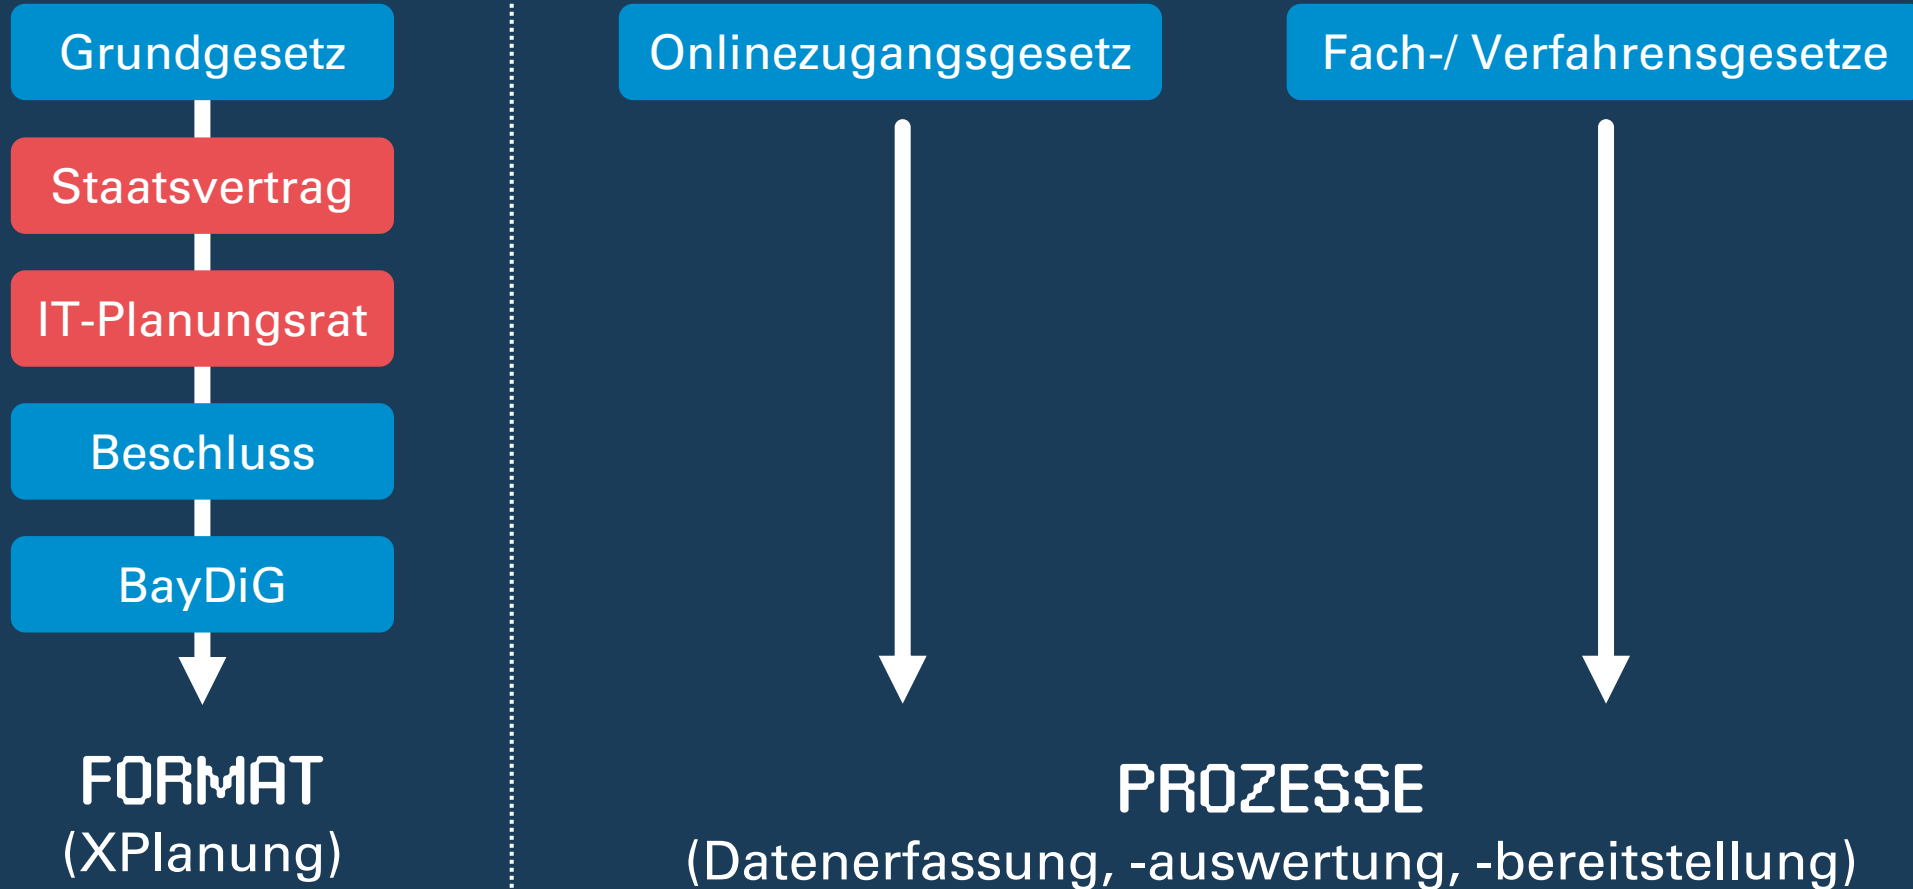 Grundgesetz
Staatsvertrag
IT-Planungsrat
Beschluss
BayDiG
FORMAT
(XPlanung)
Onlinezugangsgesetz
Fach-/ Verfahrensgesetze
PROZESSE
(Datenerfassung, -auswertung, -bereitstellung)